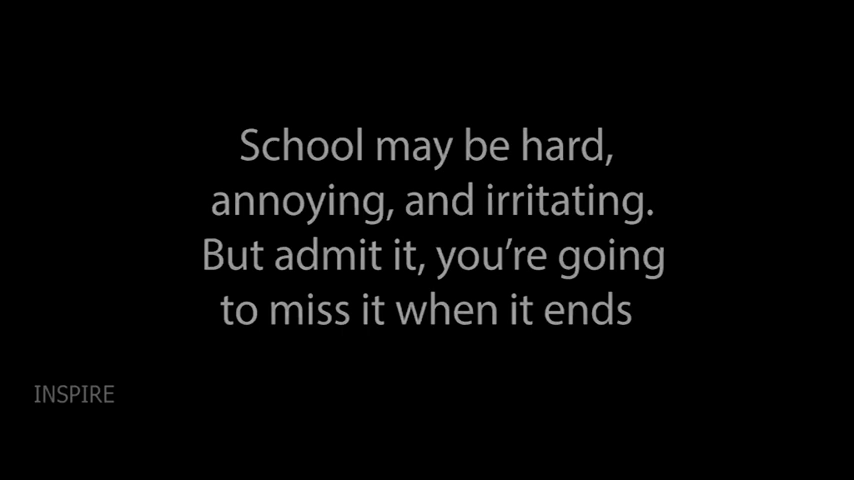 School may be hard,
annoying, and irritating.
But admit it, you’re going
to miss it when it ends
INSPIRE